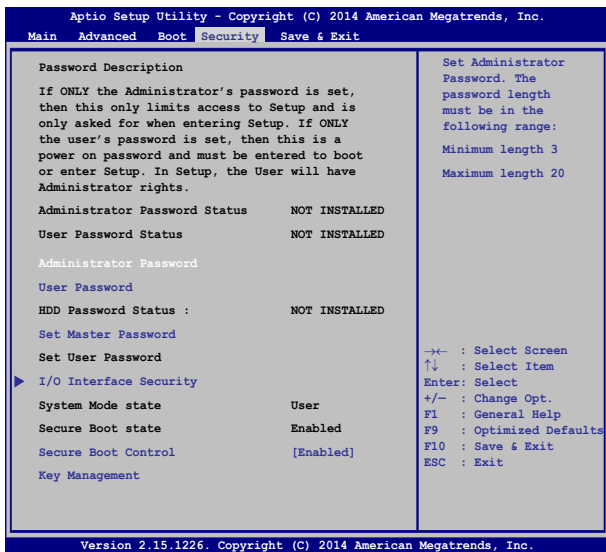 Aptio Setup Utility - Copyright (C) 2014 American Megatrends, Inc.
Main Advanced Boot Security Save & Exit
Password Description
If ONLY the Administrator's password is set,
then this only limits access to Setup and is
only asked for when entering Setup. If ONLY
the user's password is set, then this is a
power on password and must be entered to boot
or enter Setup. In Setup, the User will have
Administrator rights.
Administrator Password Status NOT INSTALLED
User Password Status NOT INSTALLED
Administrator Password
User Password
HDD Password Status : NOT INSTALLED
Set Master Password
Set User Password
I/O Interface Security
System Mode state User
Secure Boot state Enabled
Secure Boot Control [Enabled]
Key Management
Set Administrator
Password. The
password length
must be in the
following range:
Minimum length 3
Maximum length 20
→← : Select Screen
↑↓ : Select Item
Enter: Select
+/— : Change Opt.
F1 : General Help
F9 : Optimized Defaults
F10 : Save & Exit
ESC : Exit
Version 2.15.1226. Copyright (C) 2014 American Megatrends, Inc.